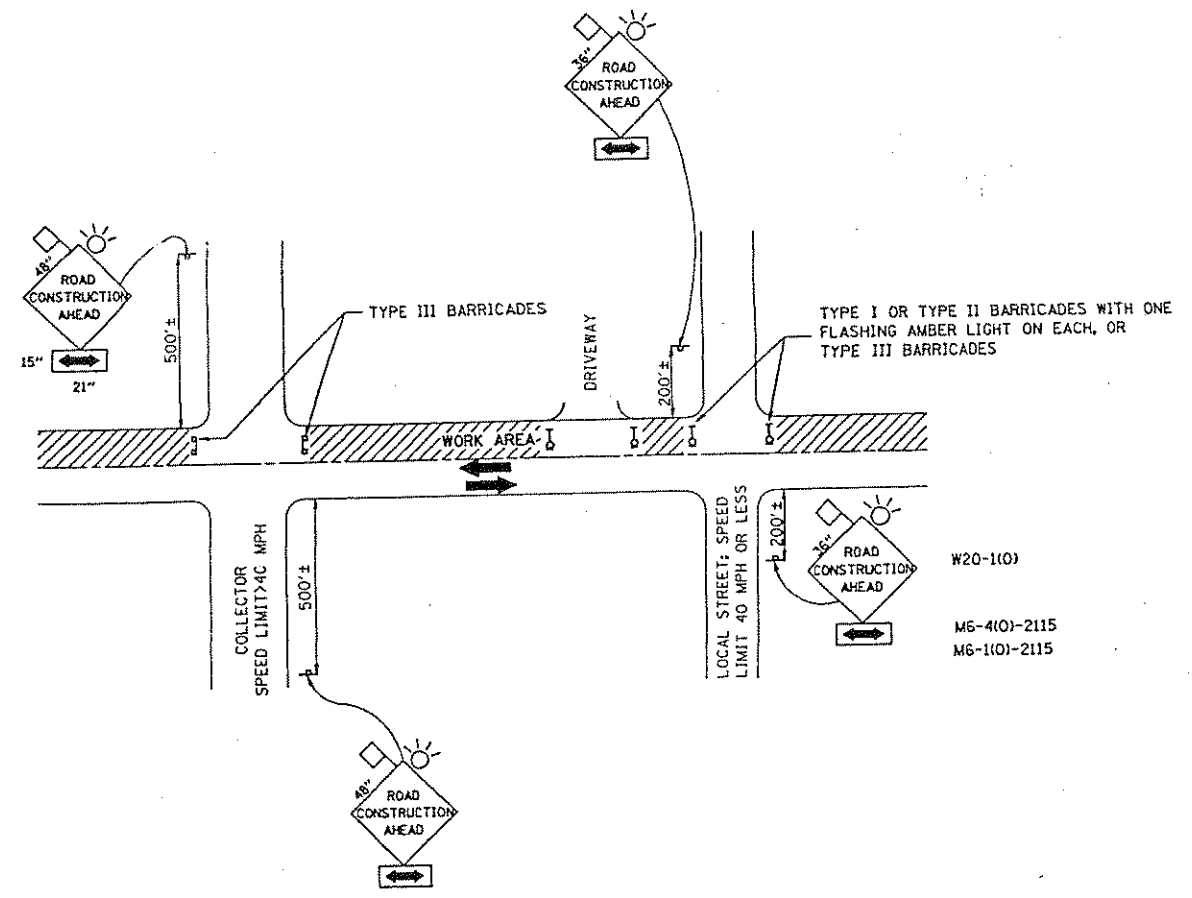 36"
ROAD
CONSTRUCTION
AHEAD
48"
ROAD
CONSTRUCTION
AHEAD
15"
21"
500'±
TYPE III BARRICADES
DRIVEWAY
200'±
TYPE I OR TYPE II BARRICADES WITH ONE
FLASHING AMBER LIGHT ON EACH, OR
TYPE III BARRICADES
WORK AREA
COLLECTOR
SPEED LIMIT>40 MPH
500'±
LOCAL STREET: SPEED
LIMIT 40 MPH OR LESS
200'±
36"
ROAD
CONSTRUCTION
AHEAD
W20-1(O)
M6-4(O)-2115
M6-1(O)-2115
48"
ROAD
CONSTRUCTION
AHEAD